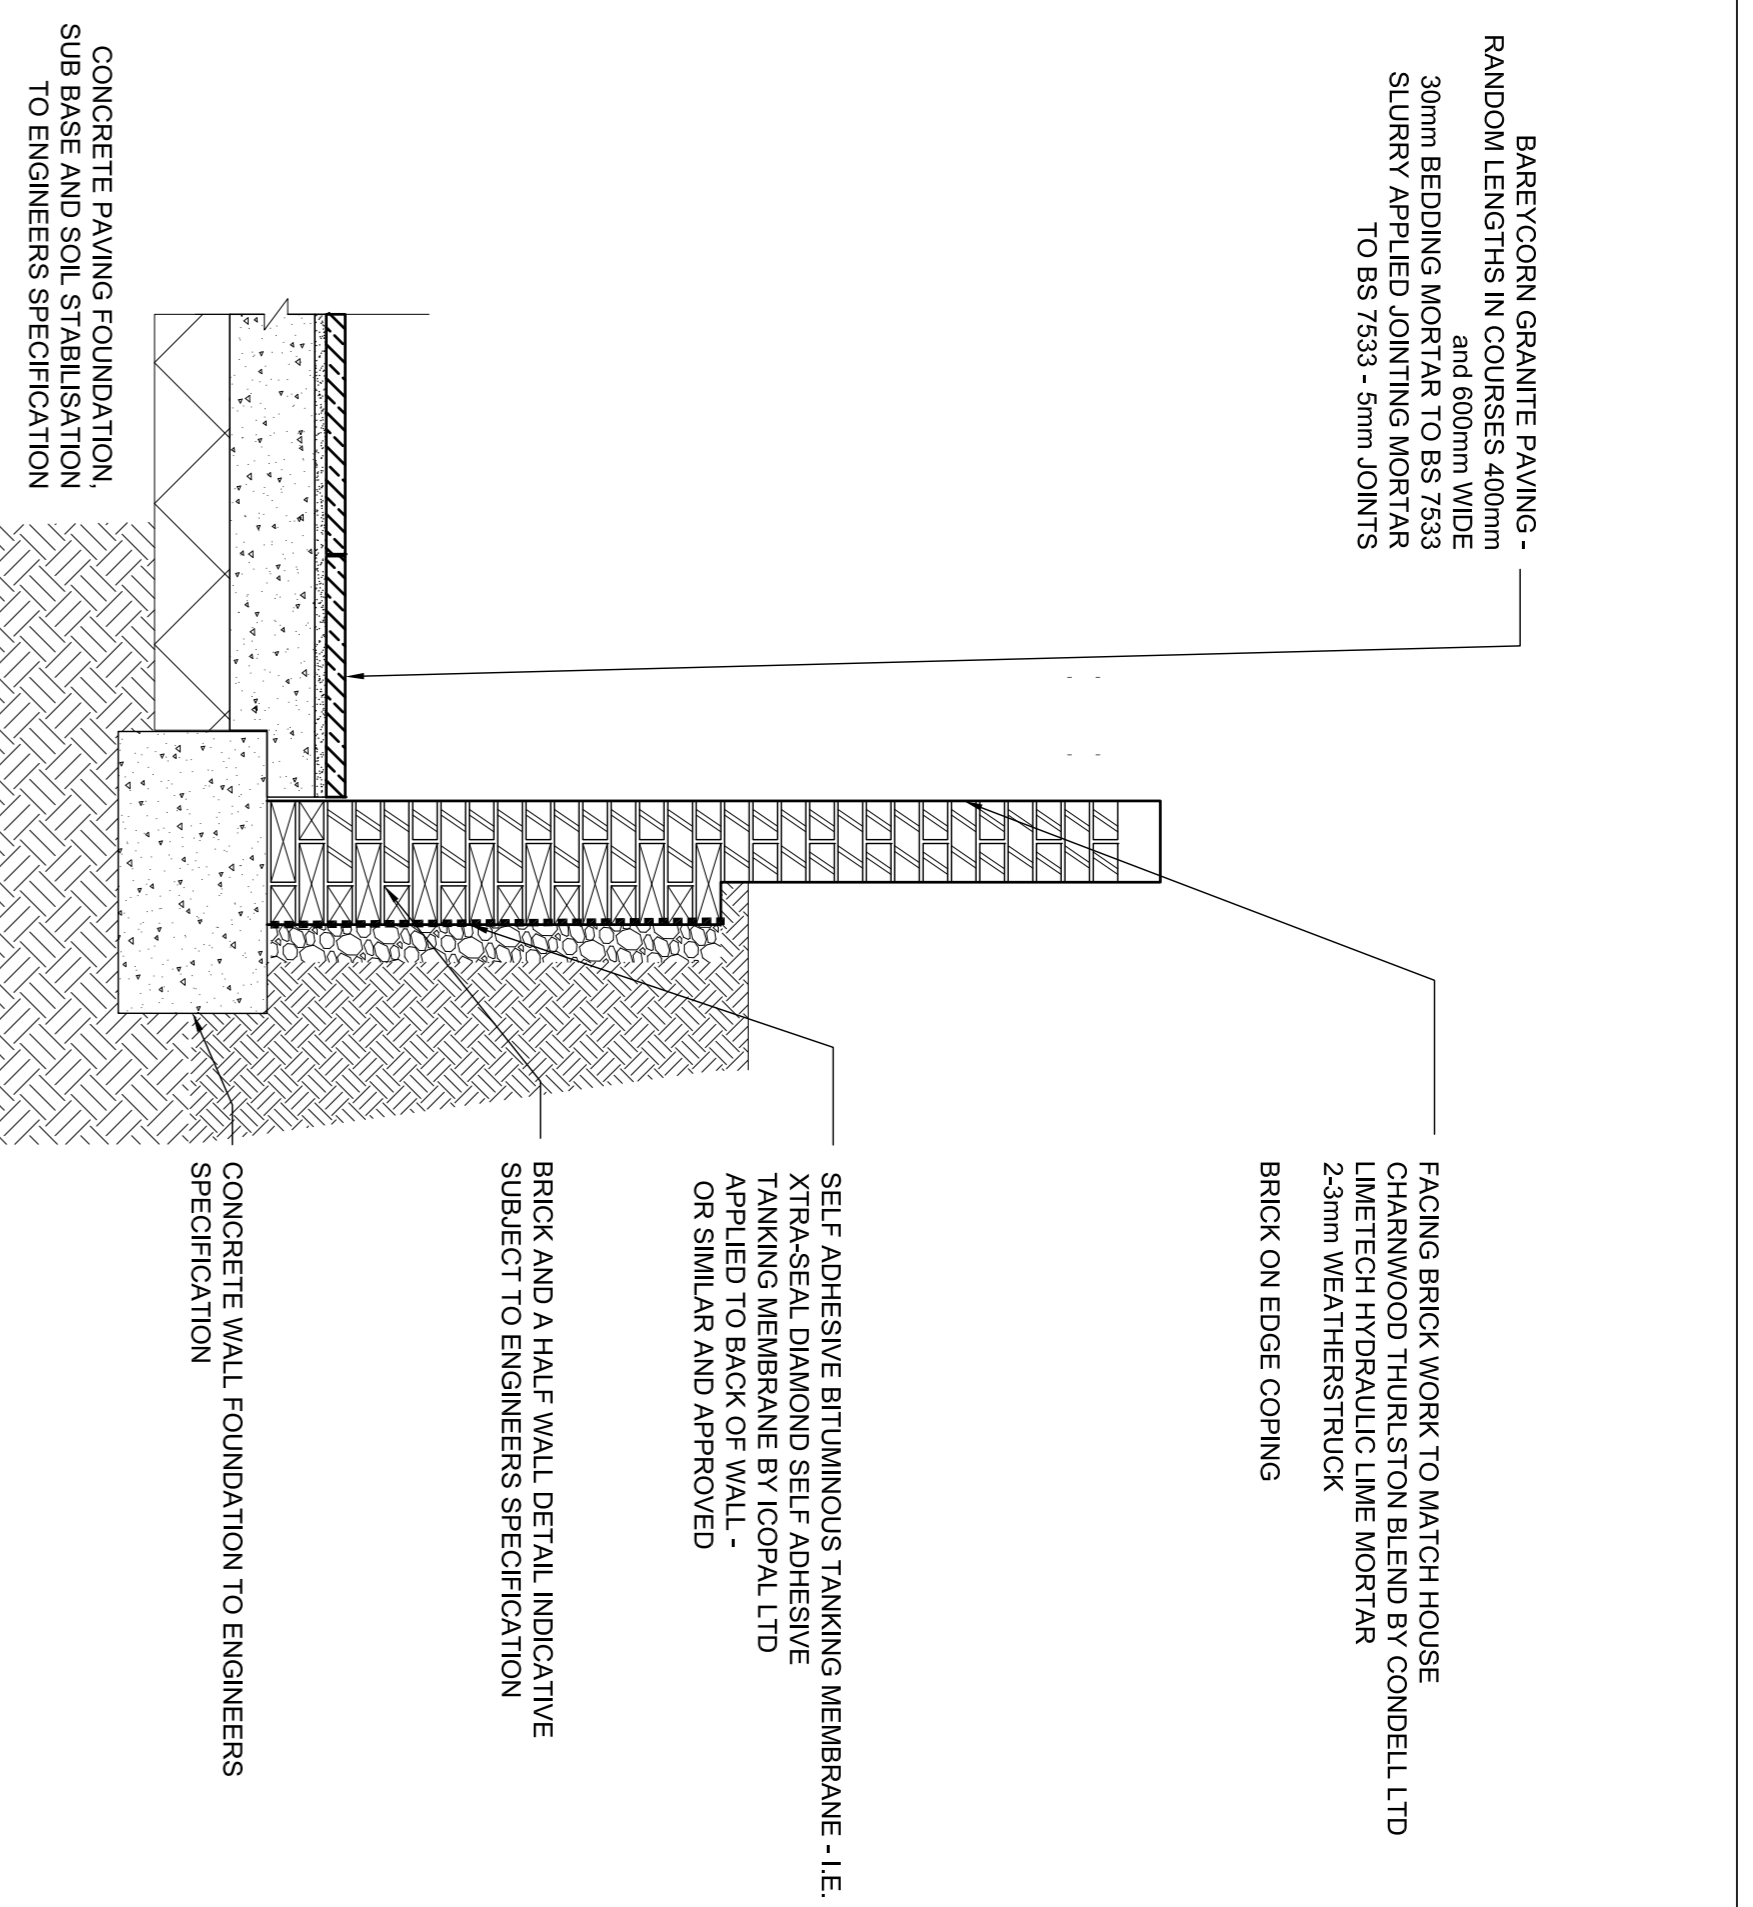 BAREYCORN GRANITE PAVING -
RANDOM LENGTHS IN COURSES 400mm
and 600mm WIDE
30mm BEDDING MORTAR TO BS 7533
SLURRY APPLIED JOINTING MORTAR
TO BS 7533 - 5mm JOINTS
FACING BRICK WORK TO MATCH HOUSE
CHARNWOOD THURLSTON BLEND BY CONDELL LTD
LIMETECH HYDRAULIC LIME MORTAR
2-3mm WEATHERSTRUCK
BRICK ON EDGE COPING
SELF ADHESIVE BITUMINOUS TANKING MEMBRANE - I.E.
XTRA-SEAL DIAMOND SELF ADHESIVE
TANKING MEMBRANE BY ICOPAL LTD
APPLIED TO BACK OF WALL -
OR SIMILAR AND APPROVED
BRICK AND A HALF WALL DETAIL INDICATIVE
SUBJECT TO ENGINEERS SPECIFICATION
CONCRETE WALL FOUNDATION TO ENGINEERS
SPECIFICATION
CONCRETE PAVING FOUNDATION,
SUB BASE AND SOIL STABILISATION
TO ENGINEERS SPECIFICATION